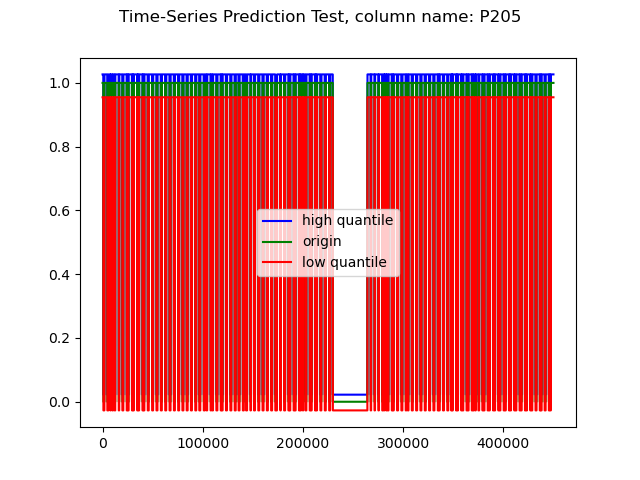 Time-Series Prediction Test, column name: P205
1.0
0.8
0.6
0.4
0.2
0.0
high quantile
origin
low quantile
0 100000 200000 300000 400000